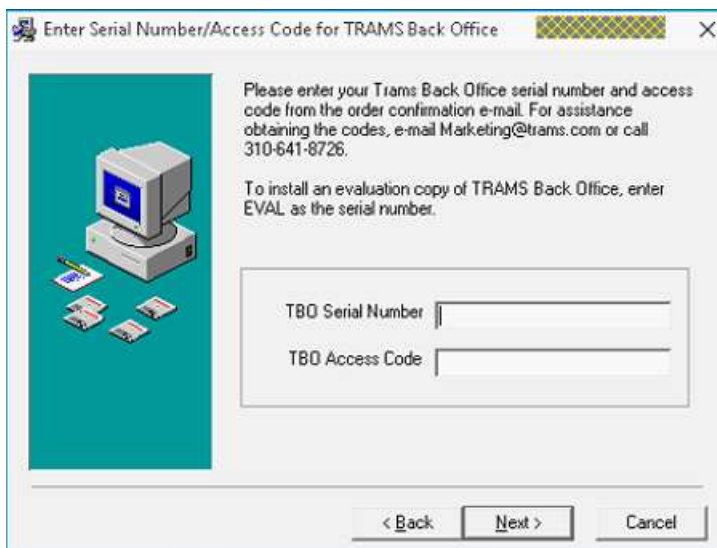 Enter Serial Number/Access Code for TRAMS Back Office
Please enter your Trams Back Office serial number and access
code from the order confirmation e-mail. For assistance
obtaining the codes, e-mail Marketing@trams.com or call
310-641-8726.
To install an evaluation copy of TRAMS Back Office, enter
EVAL as the serial number.
TBO Serial Number
TBO Access Code
< Back
Next >
Cancel